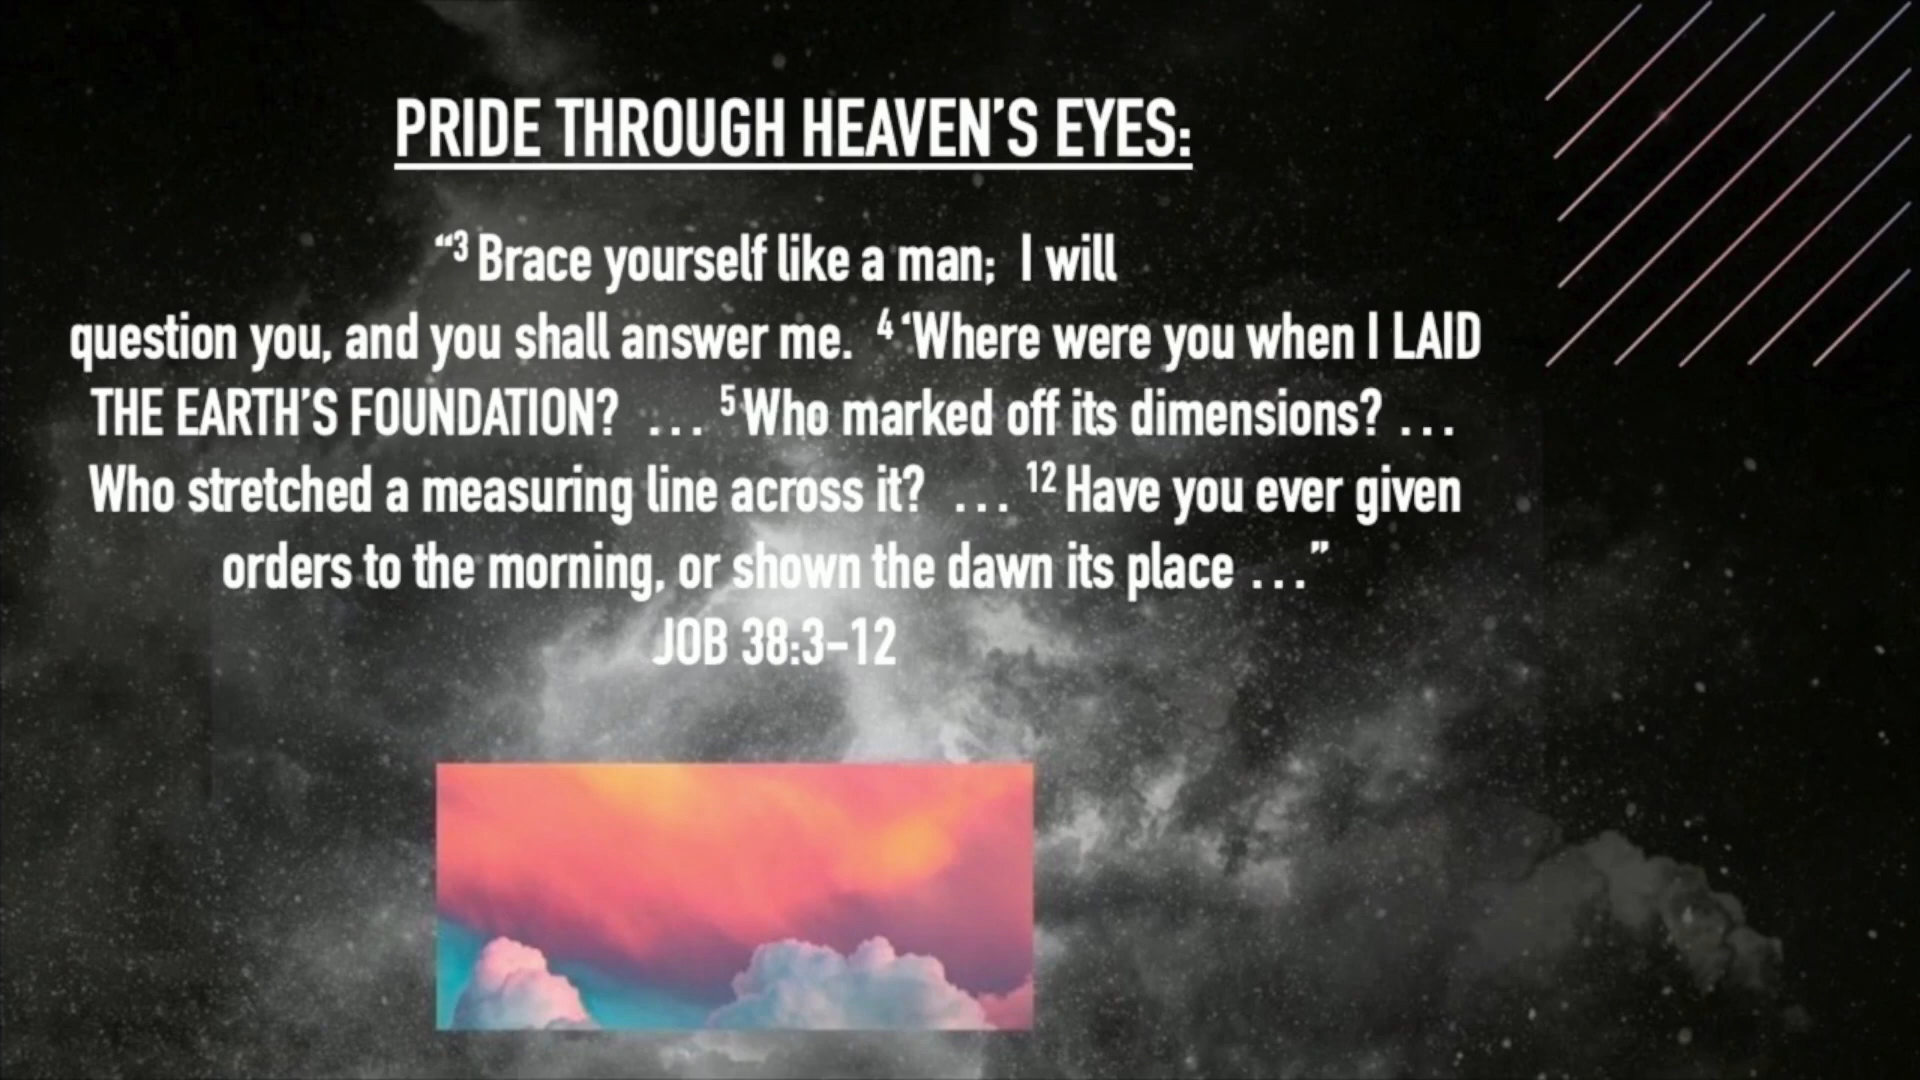 PRIDE THROUGH HEAVEN’S EYES:
“3 Brace yourself like a man;  I will
question you, and you shall answer me.  4 ‘Where were you when I LAID
THE EARTH’S FOUNDATION?  . . . 5 Who marked off its dimensions? . . .
Who stretched a measuring line across it?  . . . 12 Have you ever given
orders to the morning, or shown the dawn its place . . .”
JOB 38:3–12